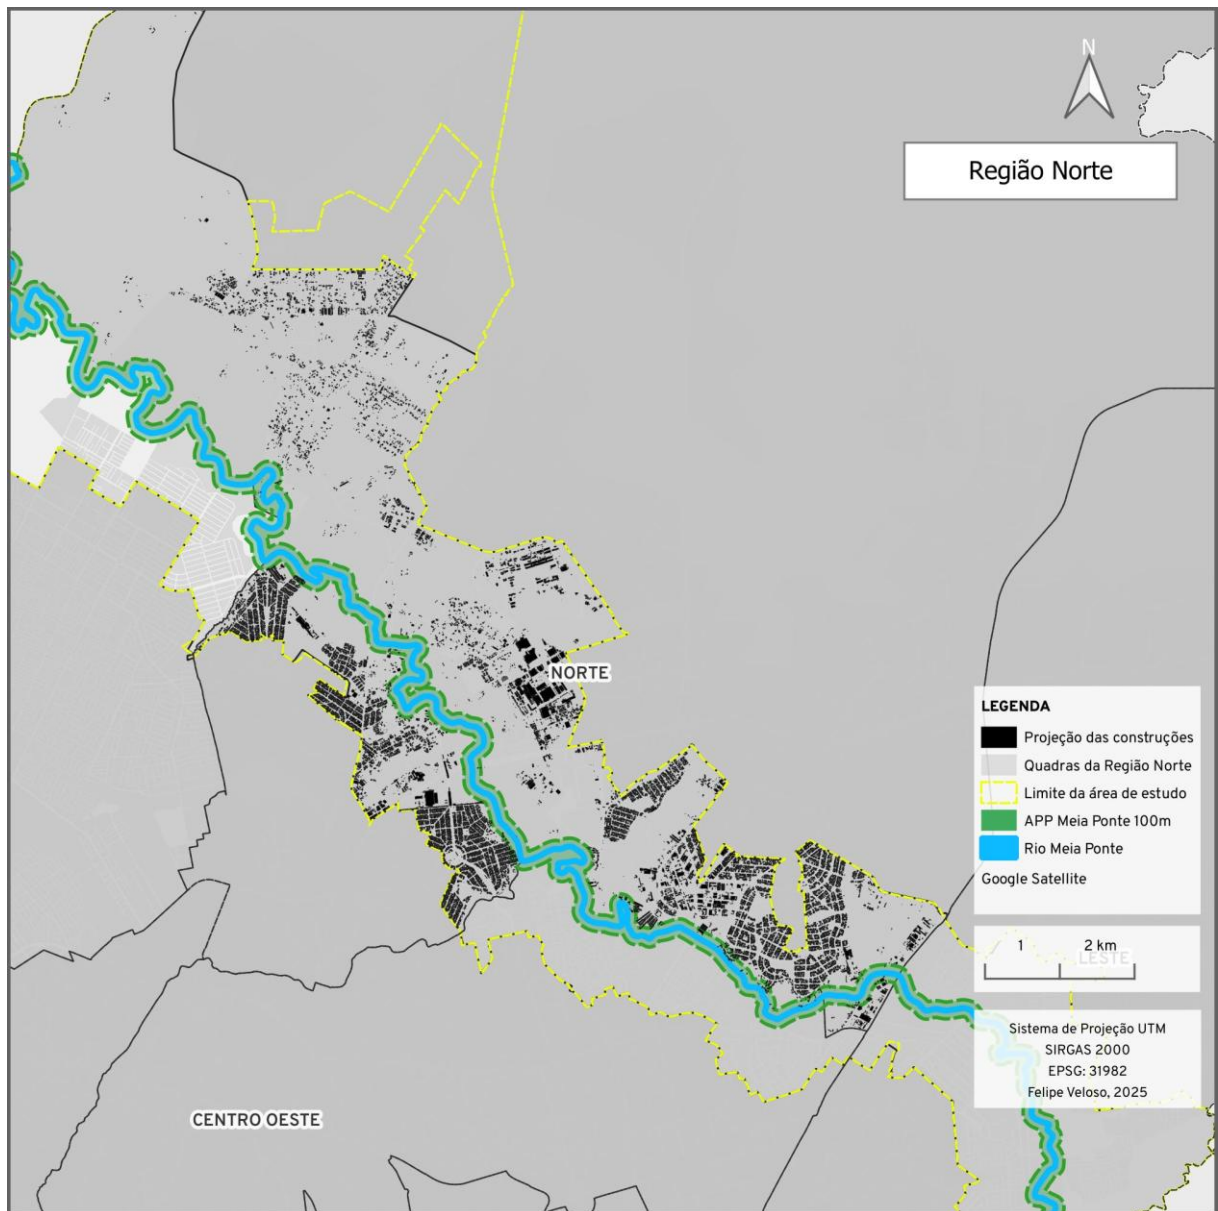 N
Região Norte
NORTE
LEGENDA
Projeção das construções
Quadras da Região Norte
Limite da área de estudo
APP Meia Ponte 100m
Rio Meia Ponte
Google Satellite
1 2 km
LESTE
Sistema de Projeção UTM
SIRGAS 2000
EPSG: 31982
Felipe Veloso, 2025
CENTRO OESTE